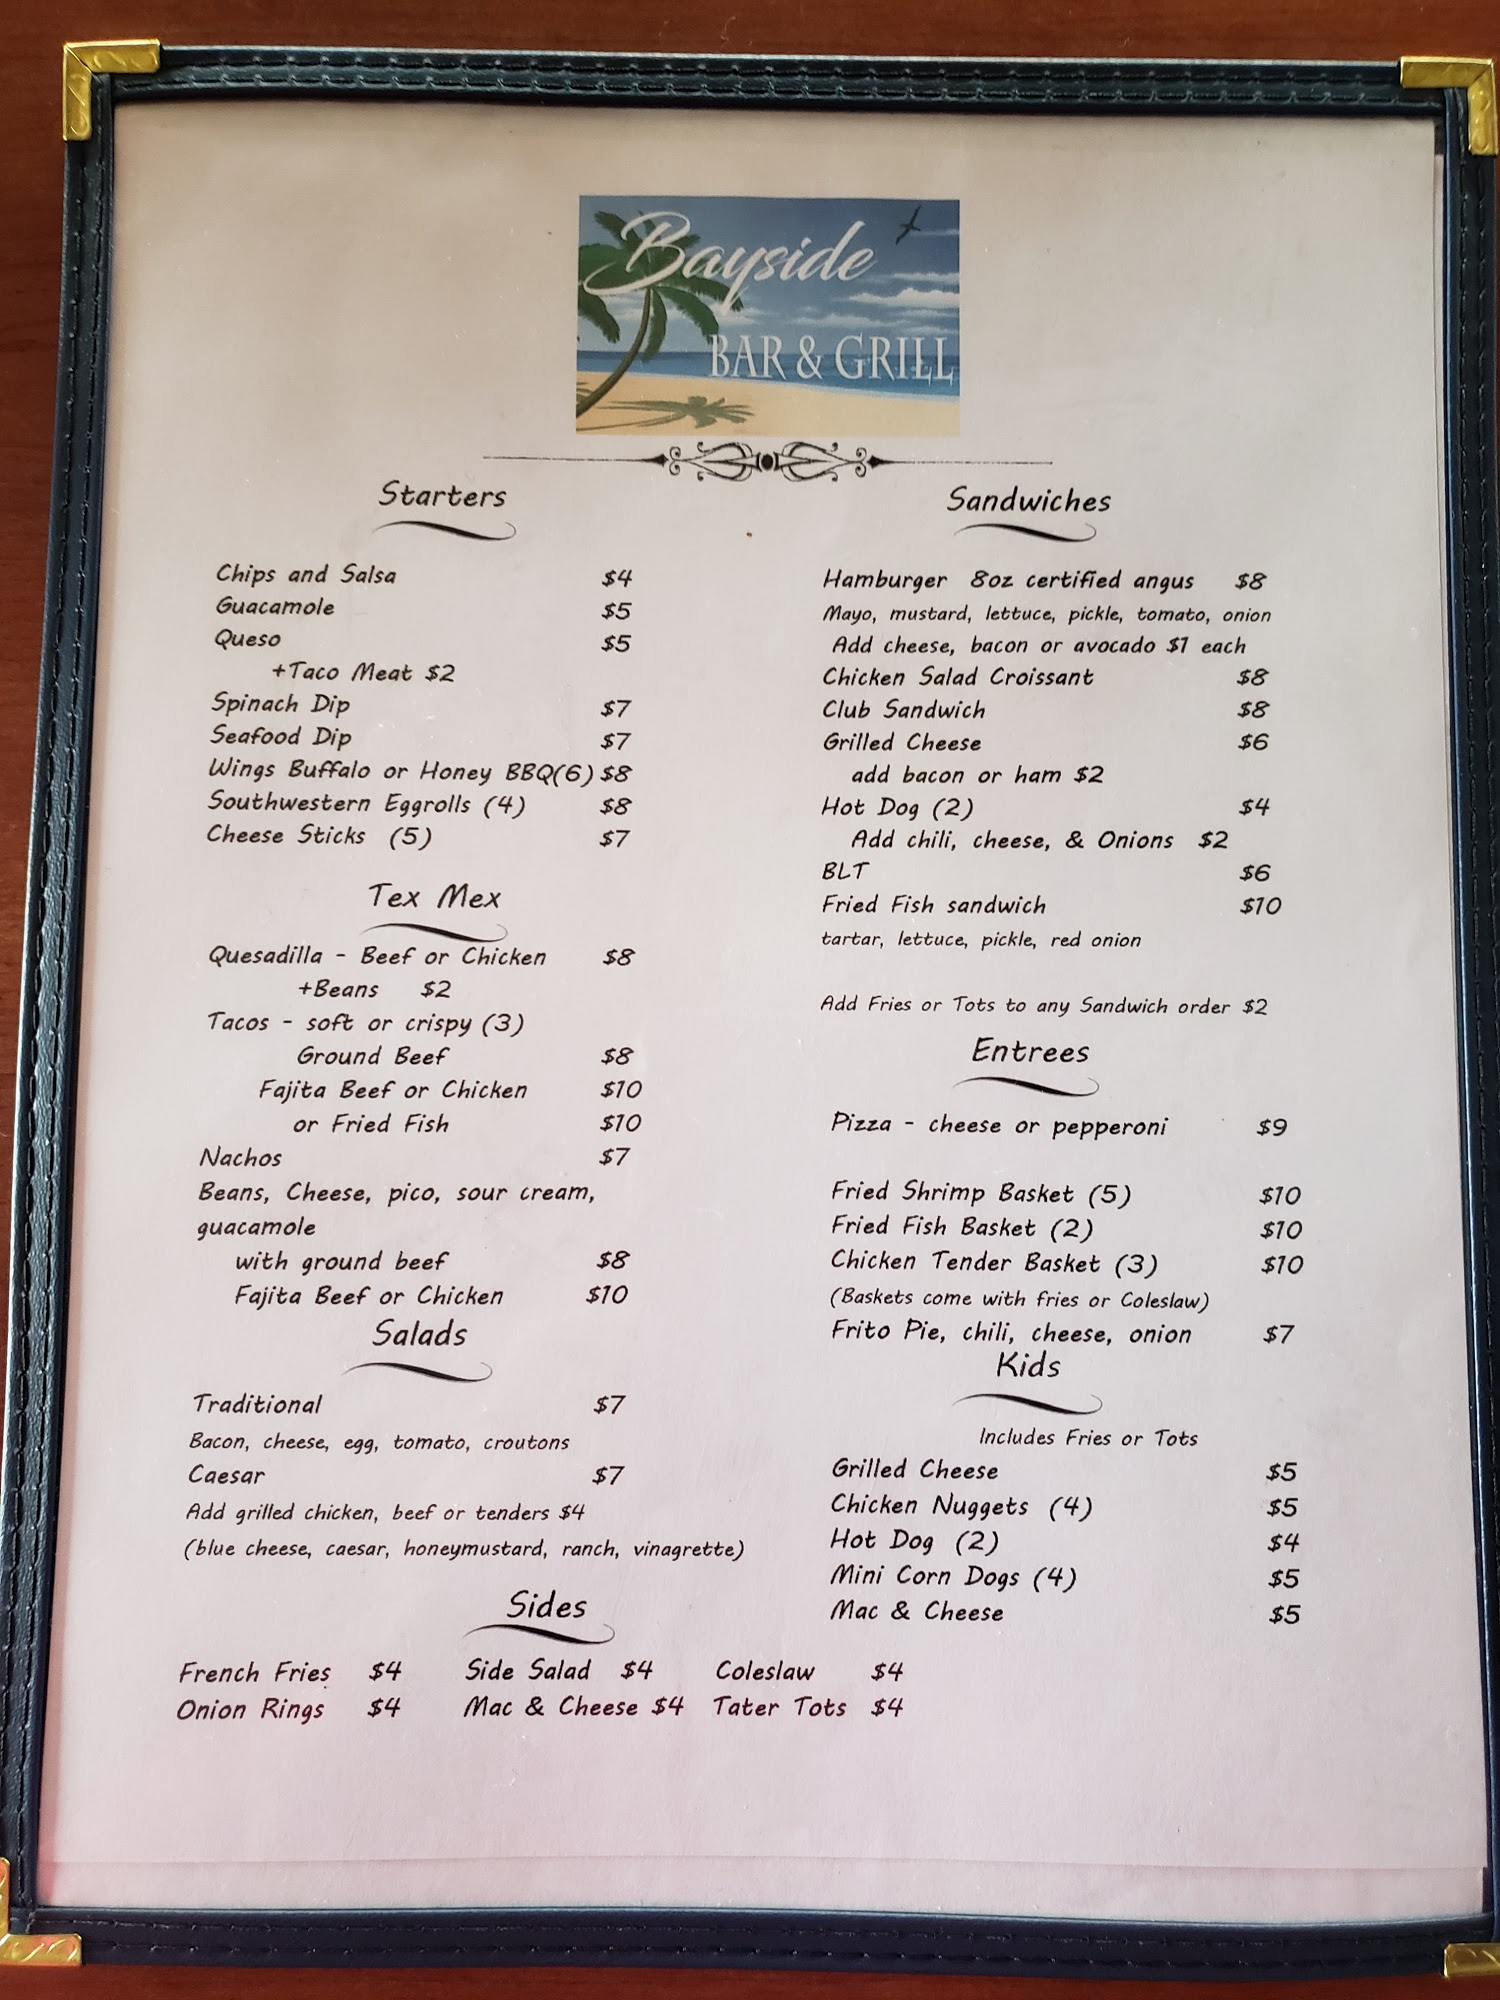 Bayside
BAR & GRILL
Starters
Chips and Salsa $4
Guacamole $5
Queso $5
+Taco Meat $2
Spinach Dip $7
Seafood Dip $7
Wings Buffalo or Honey BBQ(6) $8
Southwestern Eggrolls (4) $8
Cheese Sticks (5) $7
Tex Mex
Quesadilla - Beef or Chicken $8
+Beans $2
Tacos - soft or crispy (3)
Ground Beef $8
Fajita Beef or Chicken $10
or Fried Fish $10
Nachos $7
Beans, Cheese, pico, sour cream,
guacamole
with ground beef $8
Fajita Beef or Chicken $10
Salads
Traditional $7
Bacon, cheese, egg, tomato, croutons
Caesar $7
Add grilled chicken, beef or tenders $4
(blue cheese, caesar, honeymustard, ranch, vinagrette)
Sandwiches
Hamburger 8oz certified angus $8
Mayo, mustard, lettuce, pickle, tomato, onion
Add cheese, bacon or avocado $1 each
Chicken Salad Croissant $8
Club Sandwich $8
Grilled Cheese $6
add bacon or ham $2
Hot Dog (2) $4
Add chili, cheese, & Onions $2
BLT $6
Fried Fish sandwich $10
tartar, lettuce, pickle, red onion
Add Fries or Tots to any Sandwich order $2
Entrees
Pizza - cheese or pepperoni $9
Fried Shrimp Basket (5) $10
Fried Fish Basket (2) $10
Chicken Tender Basket (3) $10
(Baskets come with fries or Coleslaw)
Frito Pie, chili, cheese, onion $7
Kids
Includes Fries or Tots
Grilled Cheese $5
Chicken Nuggets (4) $5
Hot Dog (2) $4
Mini Corn Dogs (4) $5
Mac & Cheese $5
Sides
French Fries $4 Side Salad $4 Coleslaw $4
Onion Rings $4 Mac & Cheese $4 Tater Tots $4